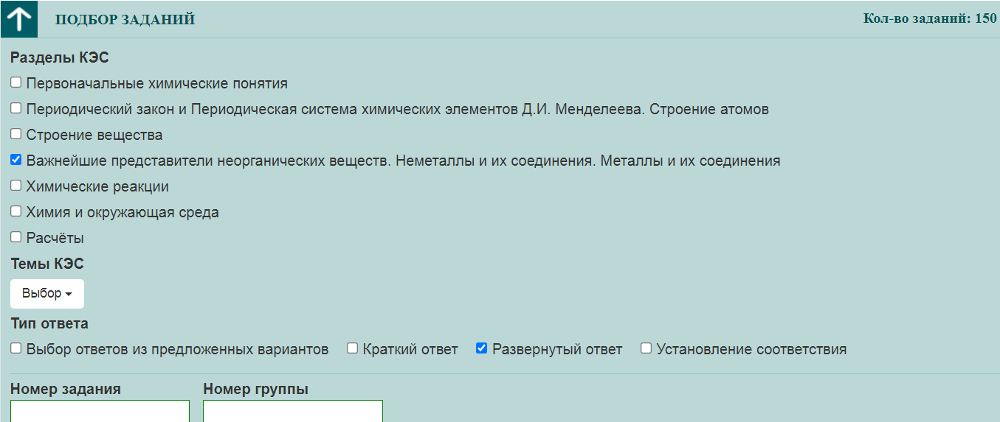 ПОДБОР ЗАДАНИЙ
Кол-во заданий: 150
Разделы КЭС
Первоначальные химические понятия
Периодический закон и Периодическая система химических элементов Д.И. Менделеева. Строение атомов
Строение вещества
Важнейшие представители неорганических веществ. Неметаллы и их соединения. Металлы и их соединения
Химические реакции
Химия и окружающая среда
Расчёты
Темы КЭС
Выбор
Тип ответа
Выбор ответов из предложенных вариантов Краткий ответ Развернутый ответ Установление соответствия
Номер задания Номер группы